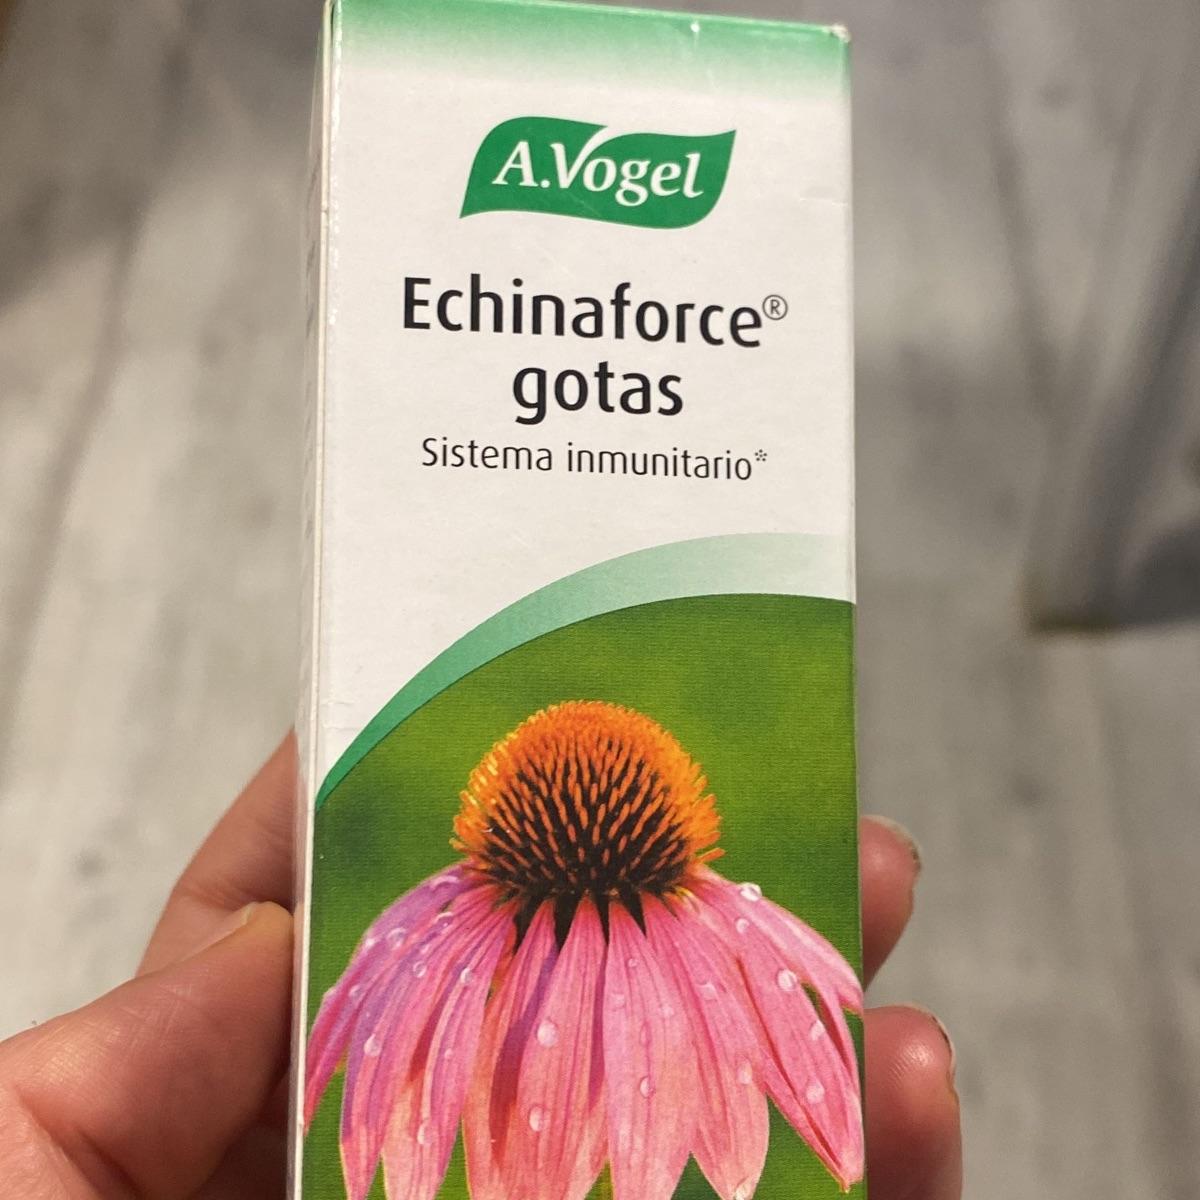 A.Vogel
Echinaforce®
gotas
Sistema inmunitario*